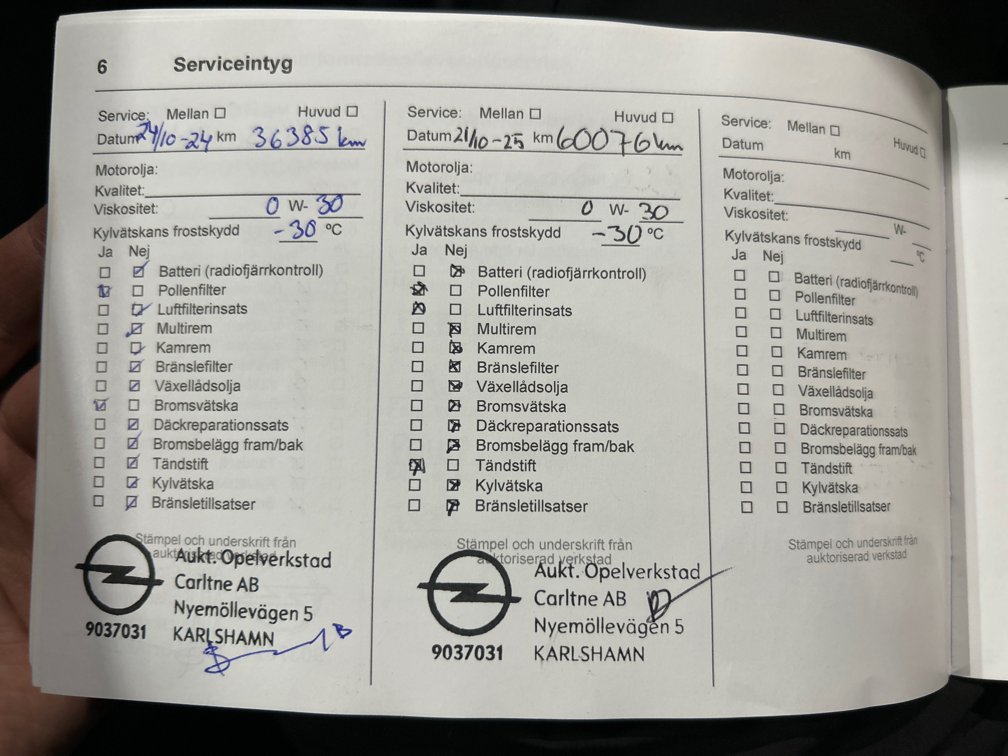 6 Serviceintyg
Service: Mellan ☐ Huvud ☐
Datum 24/10-24 km 36385 km
Motorolja:
Kvalitet:
Viskositet: 0 W- 30
Kylvätskans frostskydd -30 °C
Ja Nej
Batteri (radiofjärrkontroll)
Pollenfilter
Luftfilterinsats
Multirem
Kamrem
Bränslefilter
Växellådsolja
Bromsvätska
Däckreparationssats
Bromsbelägg fram/bak
Tändstift
Kylvätska
Bränsletillsatser
Stämpel och underskrift från
auktoriserad verkstad
Aukt. Opelverkstad
Carltne AB
Nyemöllevägen 5
9037031 KARLSHAMN
Service: Mellan ☐ Huvud ☐
Datum 21/10-25 km 60076 km
Motorolja:
Kvalitet:
Viskositet: 0 W- 30
Kylvätskans frostskydd -30 °C
Ja Nej
Batteri (radiofjärrkontroll)
Pollenfilter
Luftfilterinsats
Multirem
Kamrem
Bränslefilter
Växellådsolja
Bromsvätska
Däckreparationssats
Bromsbelägg fram/bak
Tändstift
Kylvätska
Bränsletillsatser
Stämpel och underskrift från
auktoriserad verkstad
Aukt. Opelverkstad
Carltne AB
Nyemöllevägen 5
9037031 KARLSHAMN
Service: Mellan ☐ Huvud ☐
Datum km
Motorolja:
Kvalitet:
Viskositet: W-
Kylvätskans frostskydd °C
Ja Nej
Batteri (radiofjärrkontroll)
Pollenfilter
Luftfilterinsats
Multirem
Kamrem
Bränslefilter
Växellådsolja
Bromsvätska
Däckreparationssats
Bromsbelägg fram/bak
Tändstift
Kylvätska
Bränsletillsatser
Stämpel och underskrift från
auktoriserad verkstad